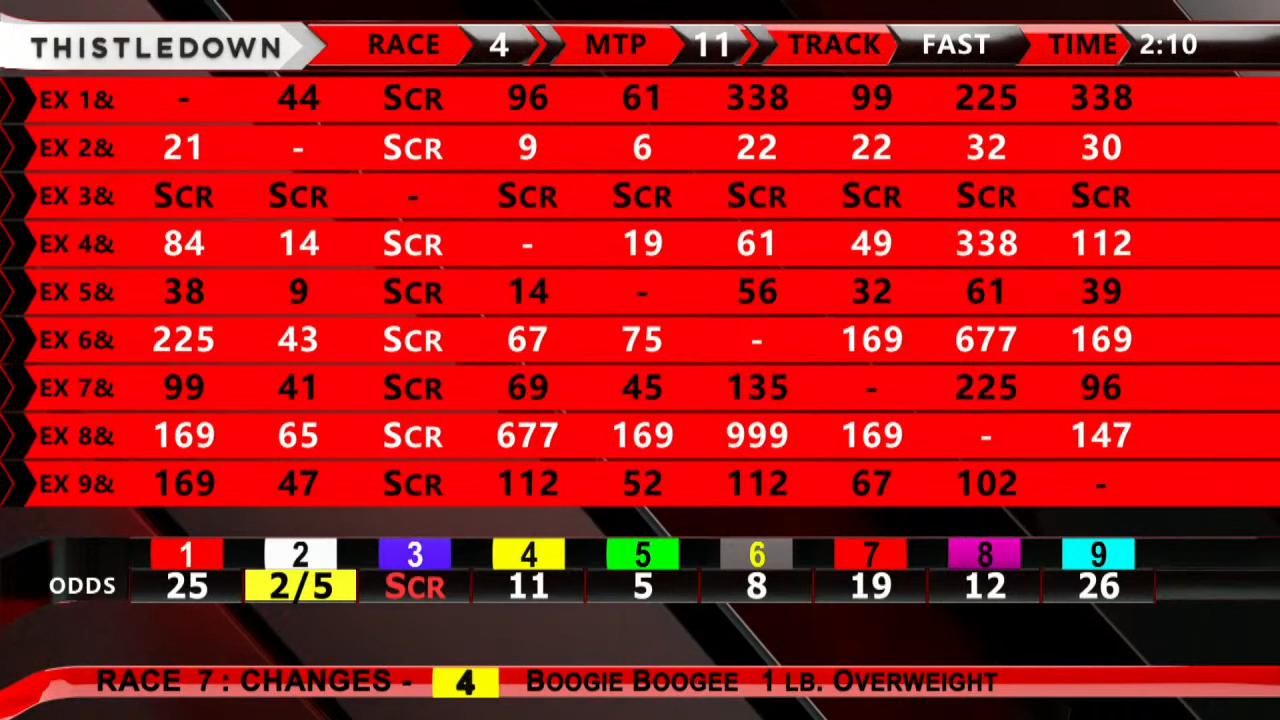 THISTLEDOWN RACE 4 MTP 11 TRACK FAST TIME 2:10
EX 1& - 44 SCR 96 61 338 99 225 338
EX 2& 21 - SCR 9 6 22 22 32 30
EX 3& SCR SCR - SCR SCR SCR SCR SCR SCR
EX 4& 84 14 SCR - 19 61 49 338 112
EX 5& 38 9 SCR 14 - 56 32 61 39
EX 6& 225 43 SCR 67 75 - 169 677 169
EX 7& 99 41 SCR 69 45 135 - 225 96
EX 8& 169 65 SCR 677 169 999 169 - 147
EX 9& 169 47 SCR 112 52 112 67 102 -
1 2 3 4 5 6 7 8 9
ODDS 25 2/5 SCR 11 5 8 19 12 26
RACE 7 : CHANGES - 4 BOOGIE BOOGEE 1 LB. OVERWEIGHT